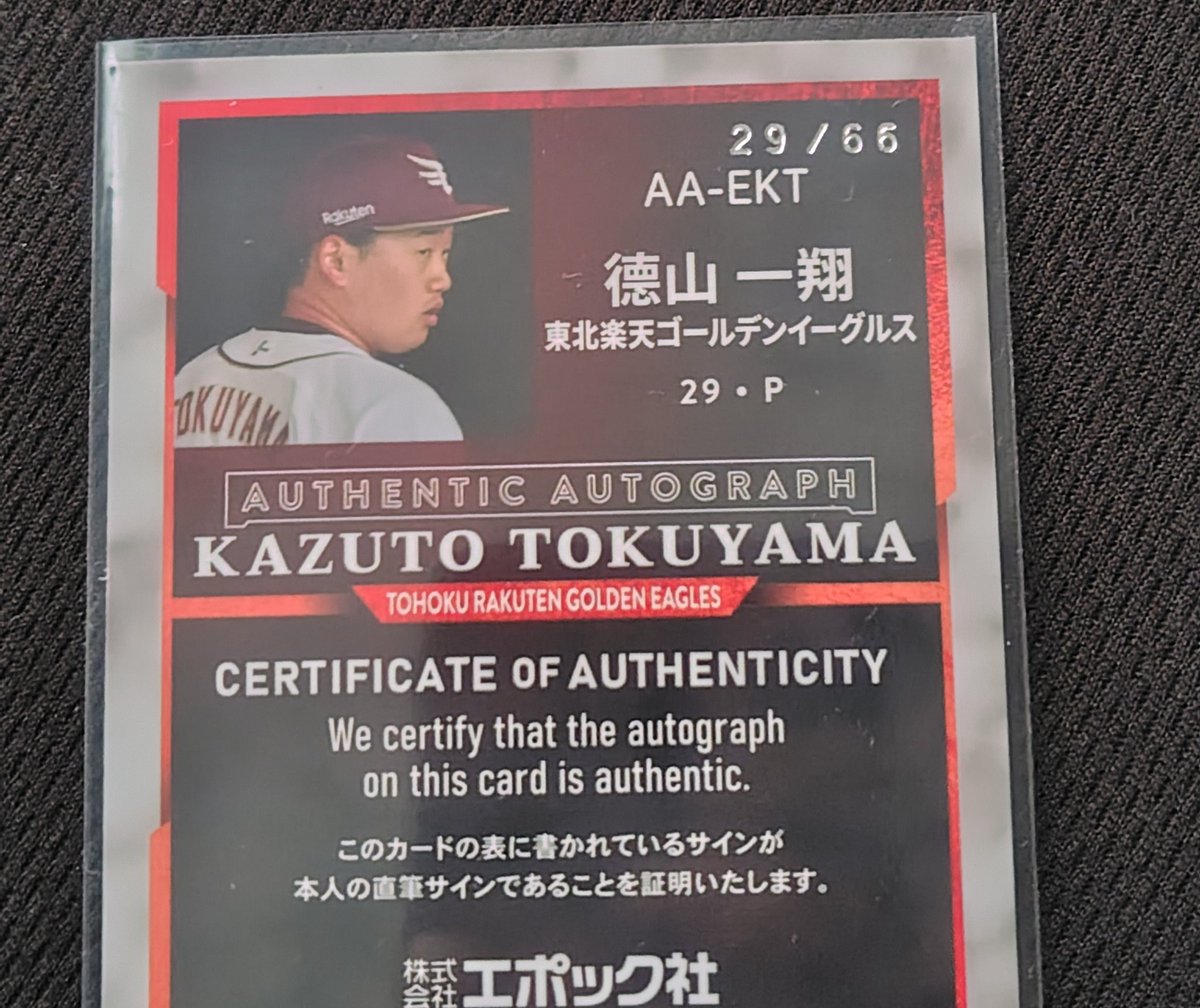 29/66
AA-EKT
Rakuten
徳山 一翔
東北楽天ゴールデンイーグルス
29・P
TOKUYAMA
AUTHENTIC AUTOGRAPH
KAZUTO TOKUYAMA
TOHOKU RAKUTEN GOLDEN EAGLES
CERTIFICATE OF AUTHENTICITY
We certify that the autograph
on this card is authentic.
このカードの表に書かれているサインが
本人の直筆サインであることを証明いたします。
株式会社エポック社